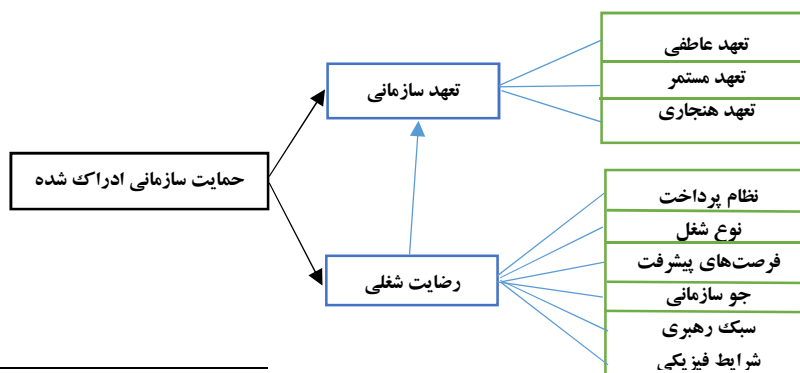 تعهد عاطفی
تعهد مستمر
تعهد هنجاری
تعهد سازمانی
حمایت سازمانی ادراک شده
رضایت شغلی
نظام پرداخت
نوع شغل
فرصت‌های پیشرفت
جو سازمانی
سبک رهبری
شرایط فیزیکی